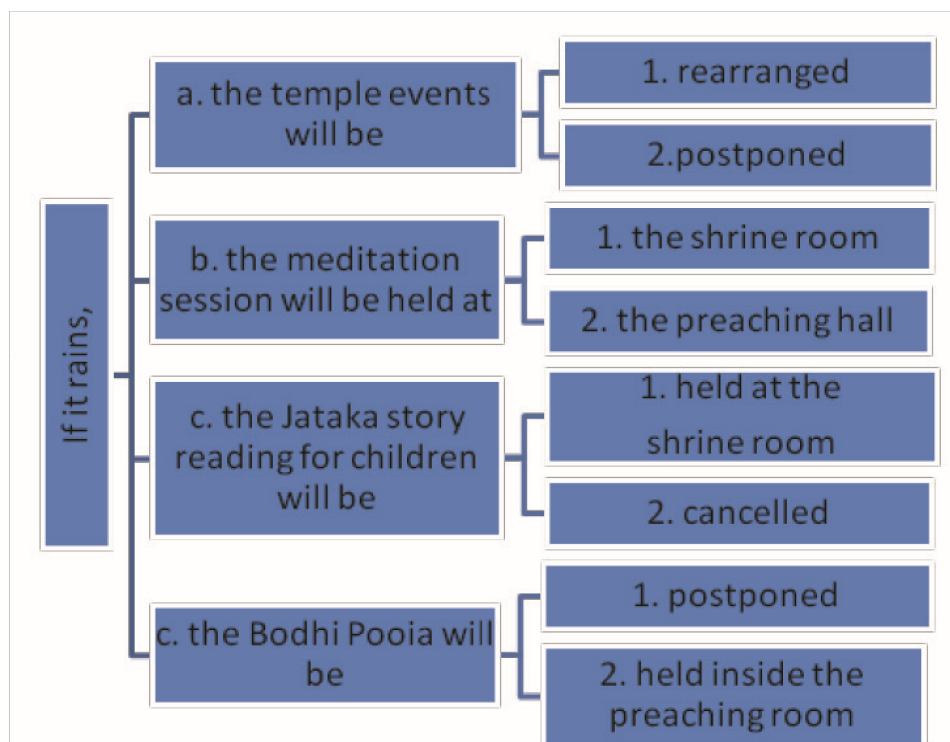 If it rains,
a. the temple events
will be
1. rearranged
2.postponed
b. the meditation
session will be held at
1. the shrine room
2. the preaching hall
c. the Jataka story
reading for children
will be
1. held at the
shrine room
2. cancelled
c. the Bodhi Pooia will
be
1. postponed
2. held inside the
preaching room